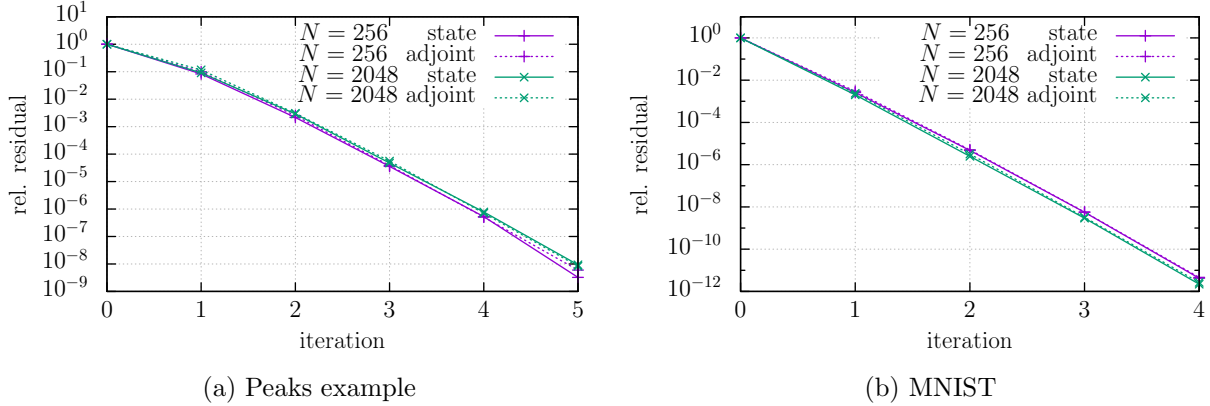 10^1
10^0
10^−1
10^−2
10^−3
10^−4
10^−5
10^−6
10^−7
10^−8
10^−9
rel. residual
0 1 2 3 4 5
iteration
N = 256 state
N = 256 adjoint
N = 2048 state
N = 2048 adjoint
(a) Peaks example
10^0
10^−2
10^−4
10^−6
10^−8
10^−10
10^−12
rel. residual
0 1 2 3 4
iteration
N = 256 state
N = 256 adjoint
N = 2048 state
N = 2048 adjoint
(b) MNIST